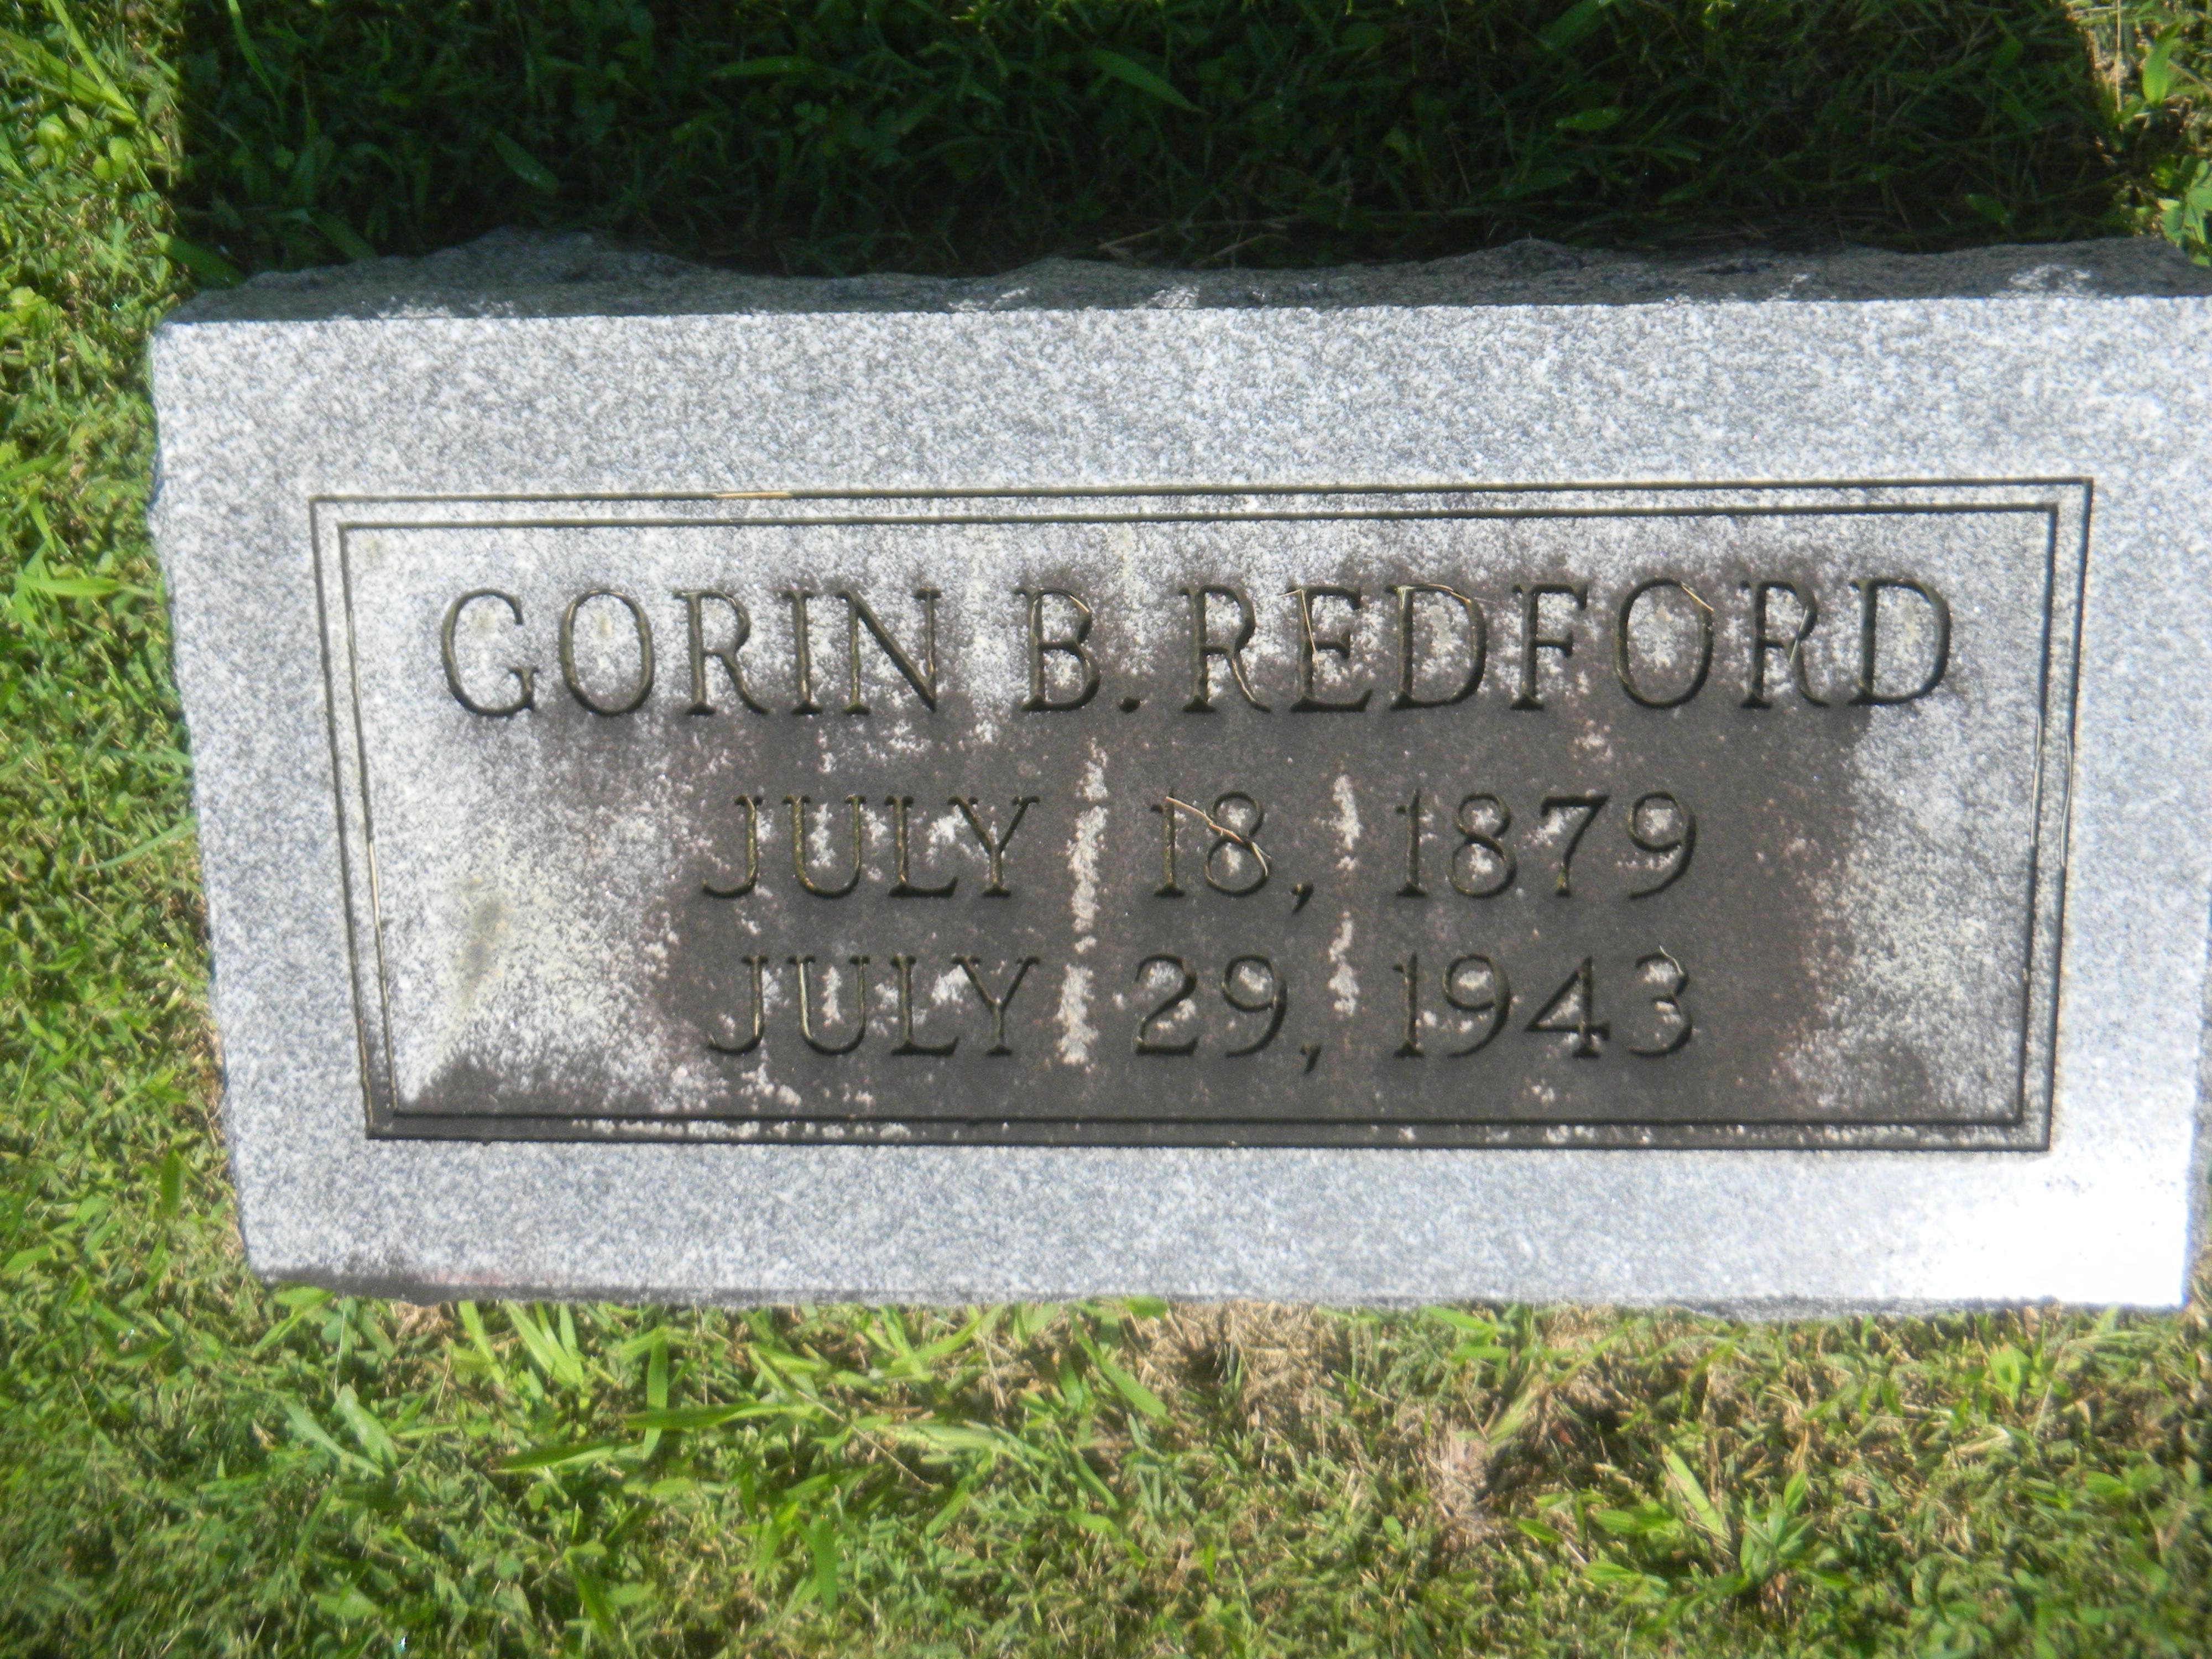 GORIN B. REDFORD
JULY 18, 1879
JULY 29, 1943